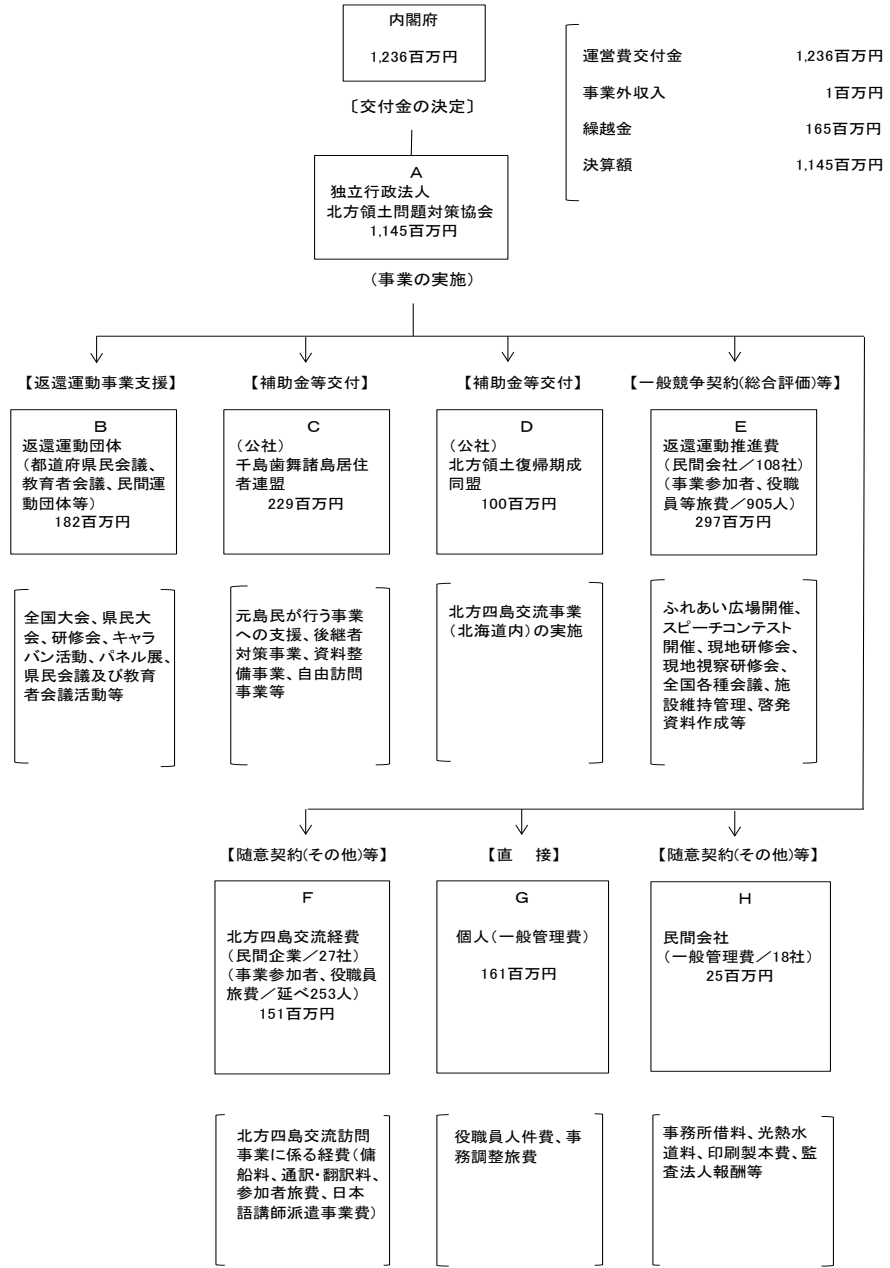 内閣府
1,236百万円
〔交付金の決定〕
運営費交付金 1,236百万円
事業外収入 1百万円
繰越金 165百万円
決算額 1,145百万円
A
独立行政法人
北方領土問題対策協会
1,145百万円
(事業の実施)
【返還運動事業支援】
B
返還運動団体
(都道府県民会議、
教育者会議、民間運
動団体等)
182百万円
全国大会、県民大
会、研修会、キャラ
バン活動、パネル展、
県民会議及び教育
者会議活動等
【補助金等交付】
C
(公社)
千島歯舞諸島居住
者連盟
229百万円
元島民が行う事業
への支援、後継者
対策事業、資料整
備事業、自由訪問
事業等
【補助金等交付】
D
(公社)
北方領土復帰期成
同盟
100百万円
北方四島交流事業
(北海道内)の実施
【一般競争契約(総合評価)等】
E
返還運動推進費
(民間会社/108社)
(事業参加者、役職
員等旅費/905人)
297百万円
ふれあい広場開催、
スピーチコンテスト
開催、現地研修会、
現地視察研修会、
全国各種会議、施
設維持管理、啓発
資料作成等
【随意契約(その他)等】
F
北方四島交流経費
(民間企業/27社)
(事業参加者、役職員
旅費/延べ253人)
151百万円
北方四島交流訪問
事業に係る経費(傭
船料、通訳・翻訳料、
参加者旅費、日本
語講師派遣事業費)
【直 接】
G
個人(一般管理費)
161百万円
役職員人件費、事
務調整旅費
【随意契約(その他)等】
H
民間会社
(一般管理費/18社)
25百万円
事務所借料、光熱水
道料、印刷製本費、監
査法人報酬等